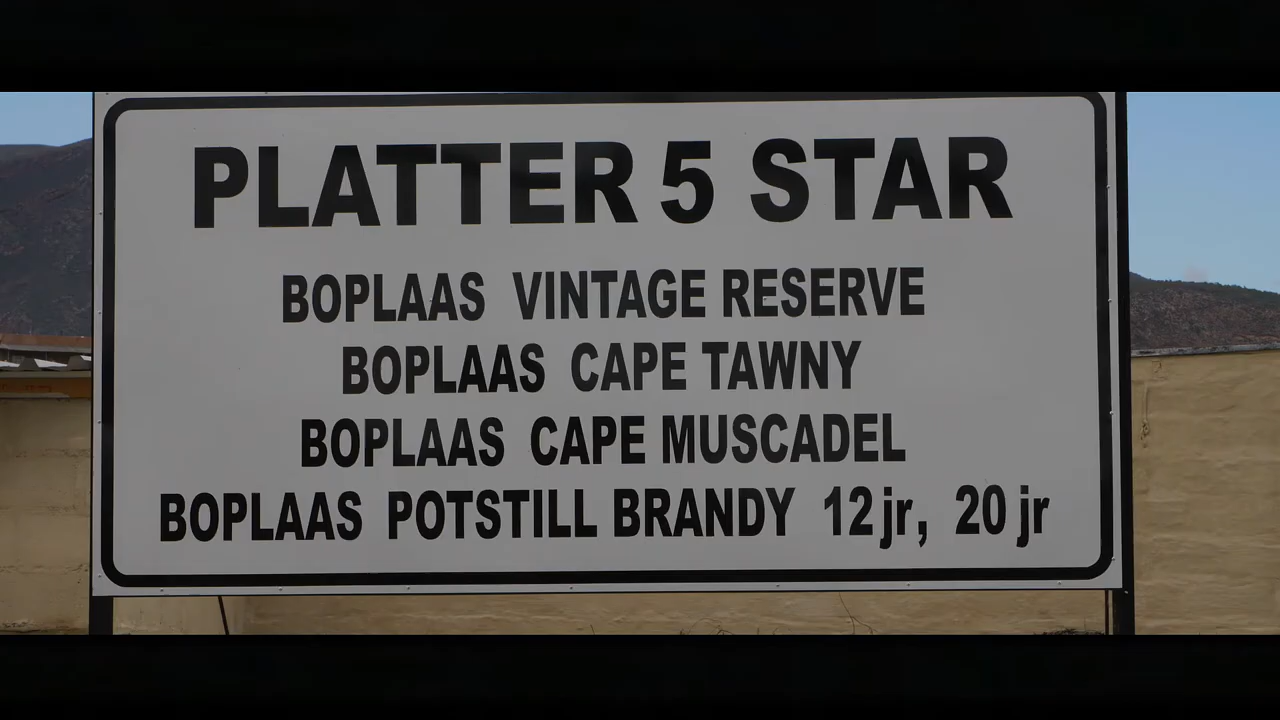 PLATTER 5 STAR
BOPLAAS VINTAGE RESERVE
BOPLAAS CAPE TAWNY
BOPLAAS CAPE MUSCADEL
BOPLAAS POTSTILL BRANDY 12 jr, 20 jr